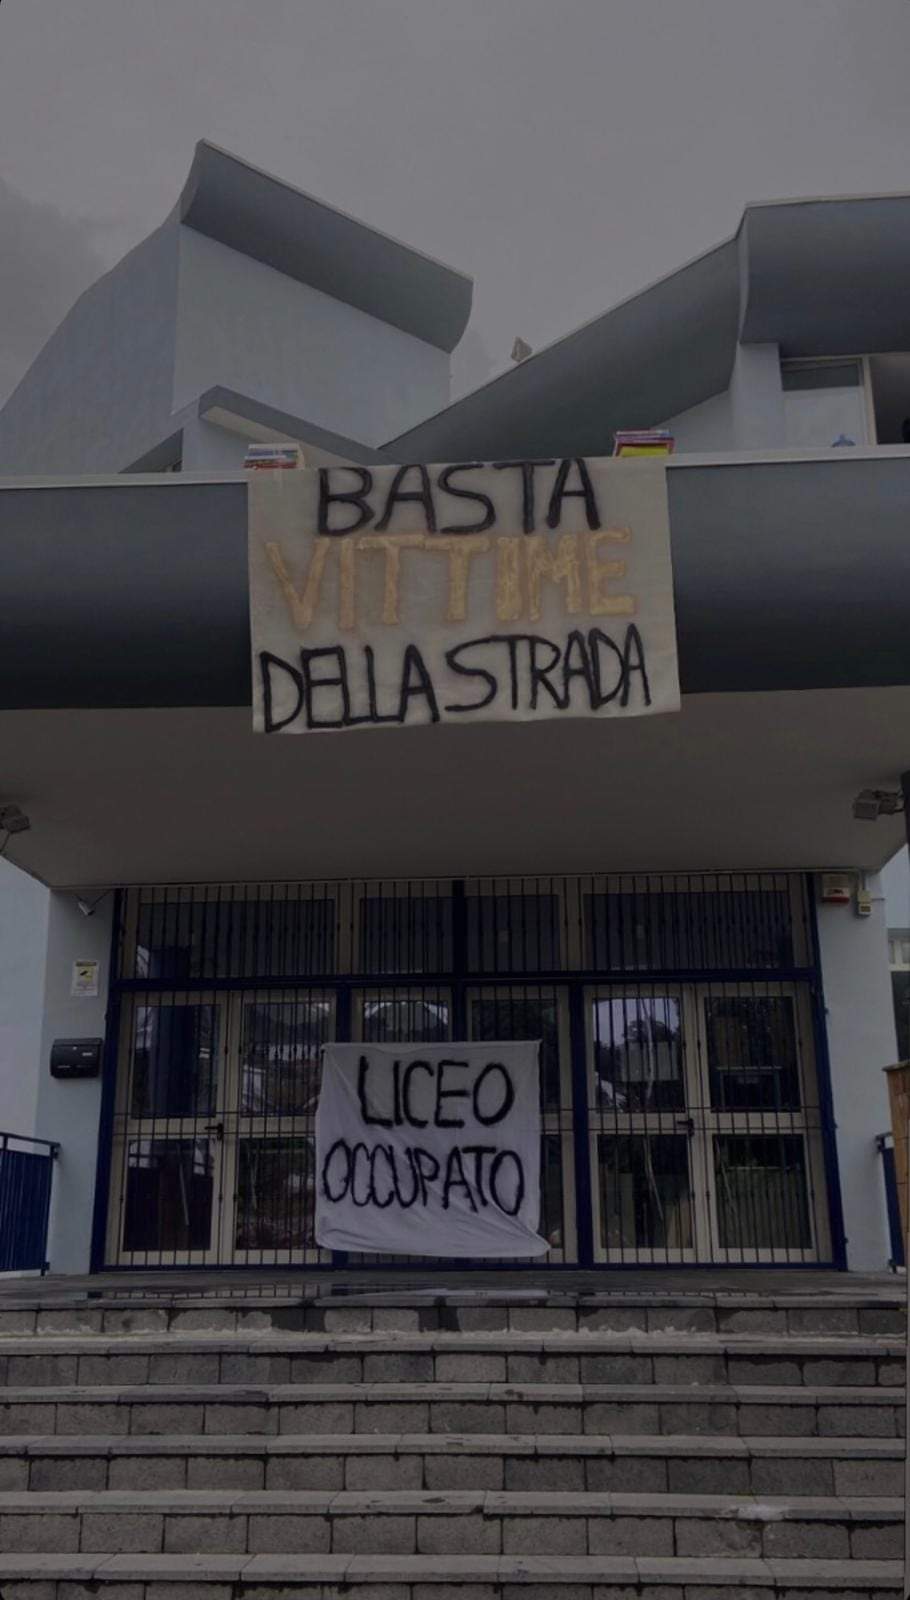 BASTA
VITTIME
DELLA STRADA
LICEO
OCCUPATO